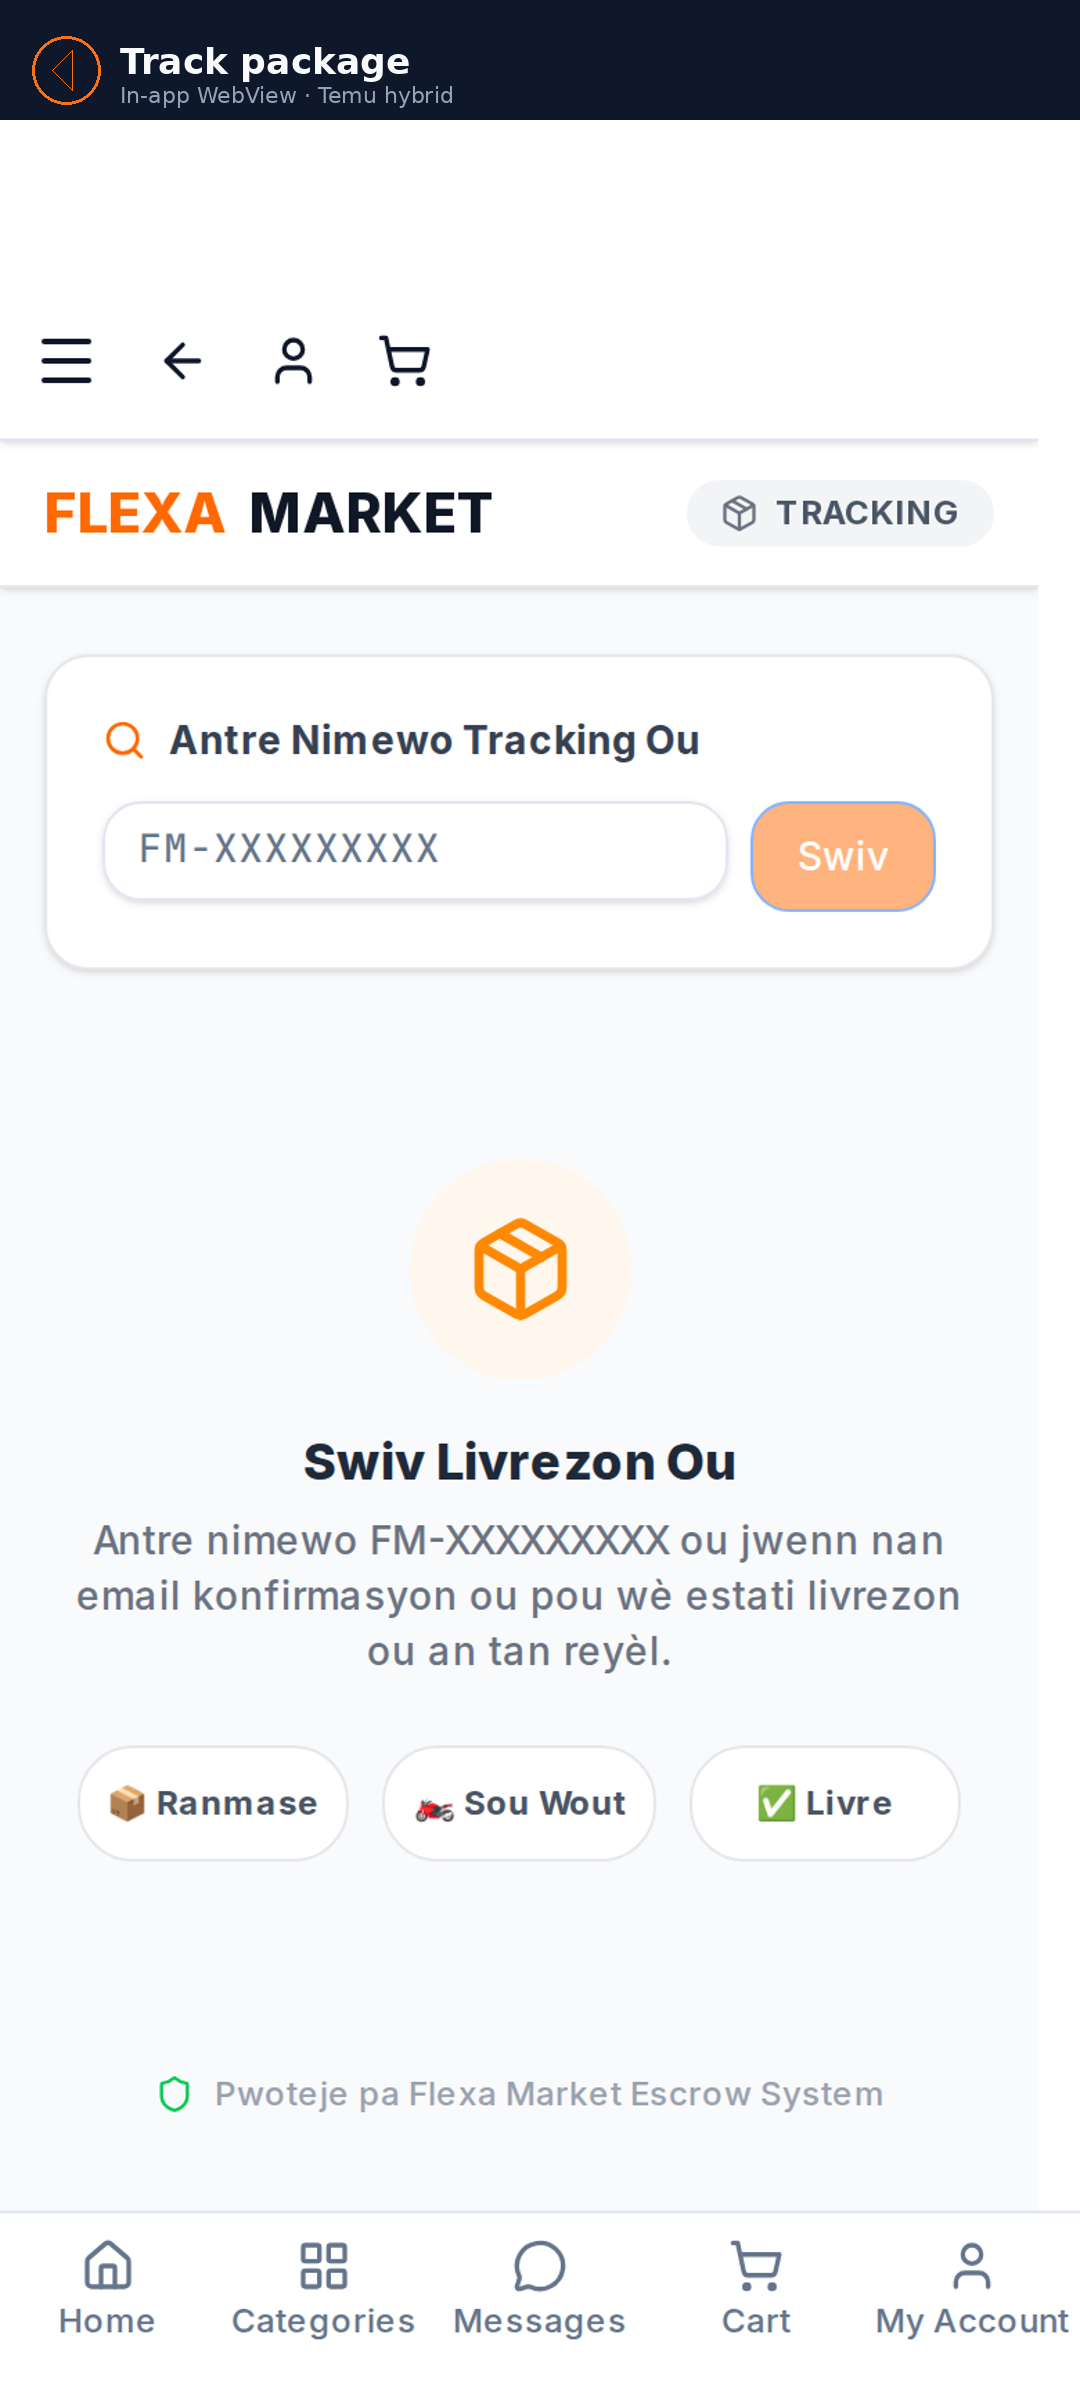 Track package
In-app WebView · Temu hybrid
FLEXA MARKET
TRACKING
Antre Nimewo Tracking Ou
FM-XXXXXXXXX
Swiv
Swiv Livrezon Ou
Antre nimewo FM-XXXXXXXXX ou jwenn nan
email konfirmasyon ou pou wè estati livrezon
ou an tan reyèl.
📦 Ranmase
🏍️ Sou Wout
✅ Livre
Pwoteje pa Flexa Market Escrow System
Home
Categories
Messages
Cart
My Account